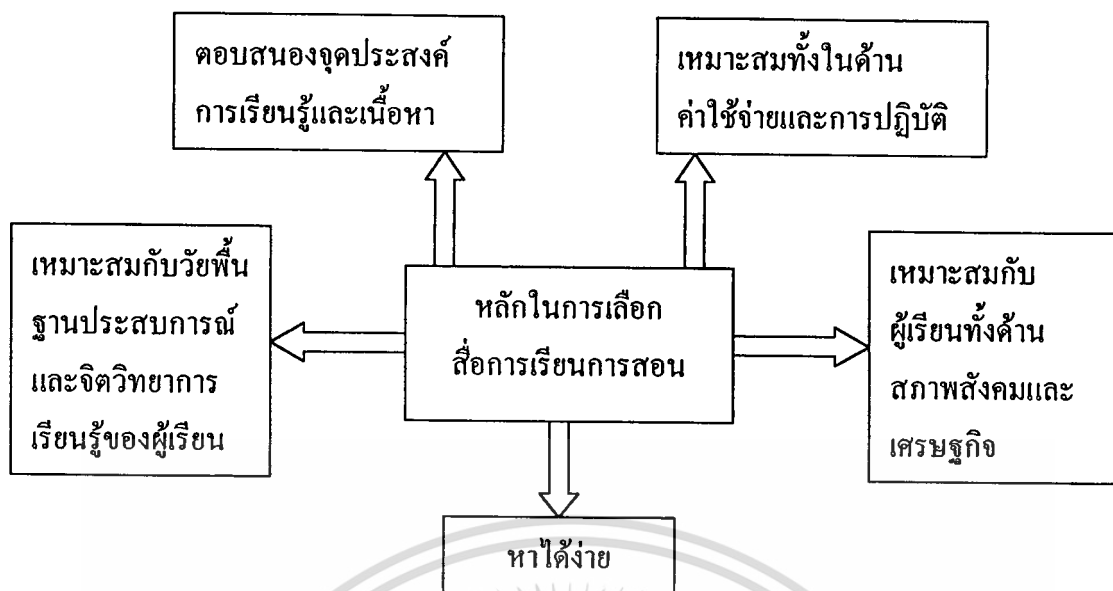 ตอบสนองจุดประสงค์
การเรียนรู้และเนื้อหา
เหมาะสมทั้งในด้าน
ค่าใช้จ่ายและการปฏิบัติ
เหมาะสมกับวัยพื้น
ฐานประสบการณ์
และจิตวิทยาการ
เรียนรู้ของผู้เรียน
หลักในการเลือก
สื่อการเรียนการสอน
เหมาะสมกับ
ผู้เรียนทั้งด้าน
สภาพสังคมและ
เศรษฐกิจ
หาได้ง่าย